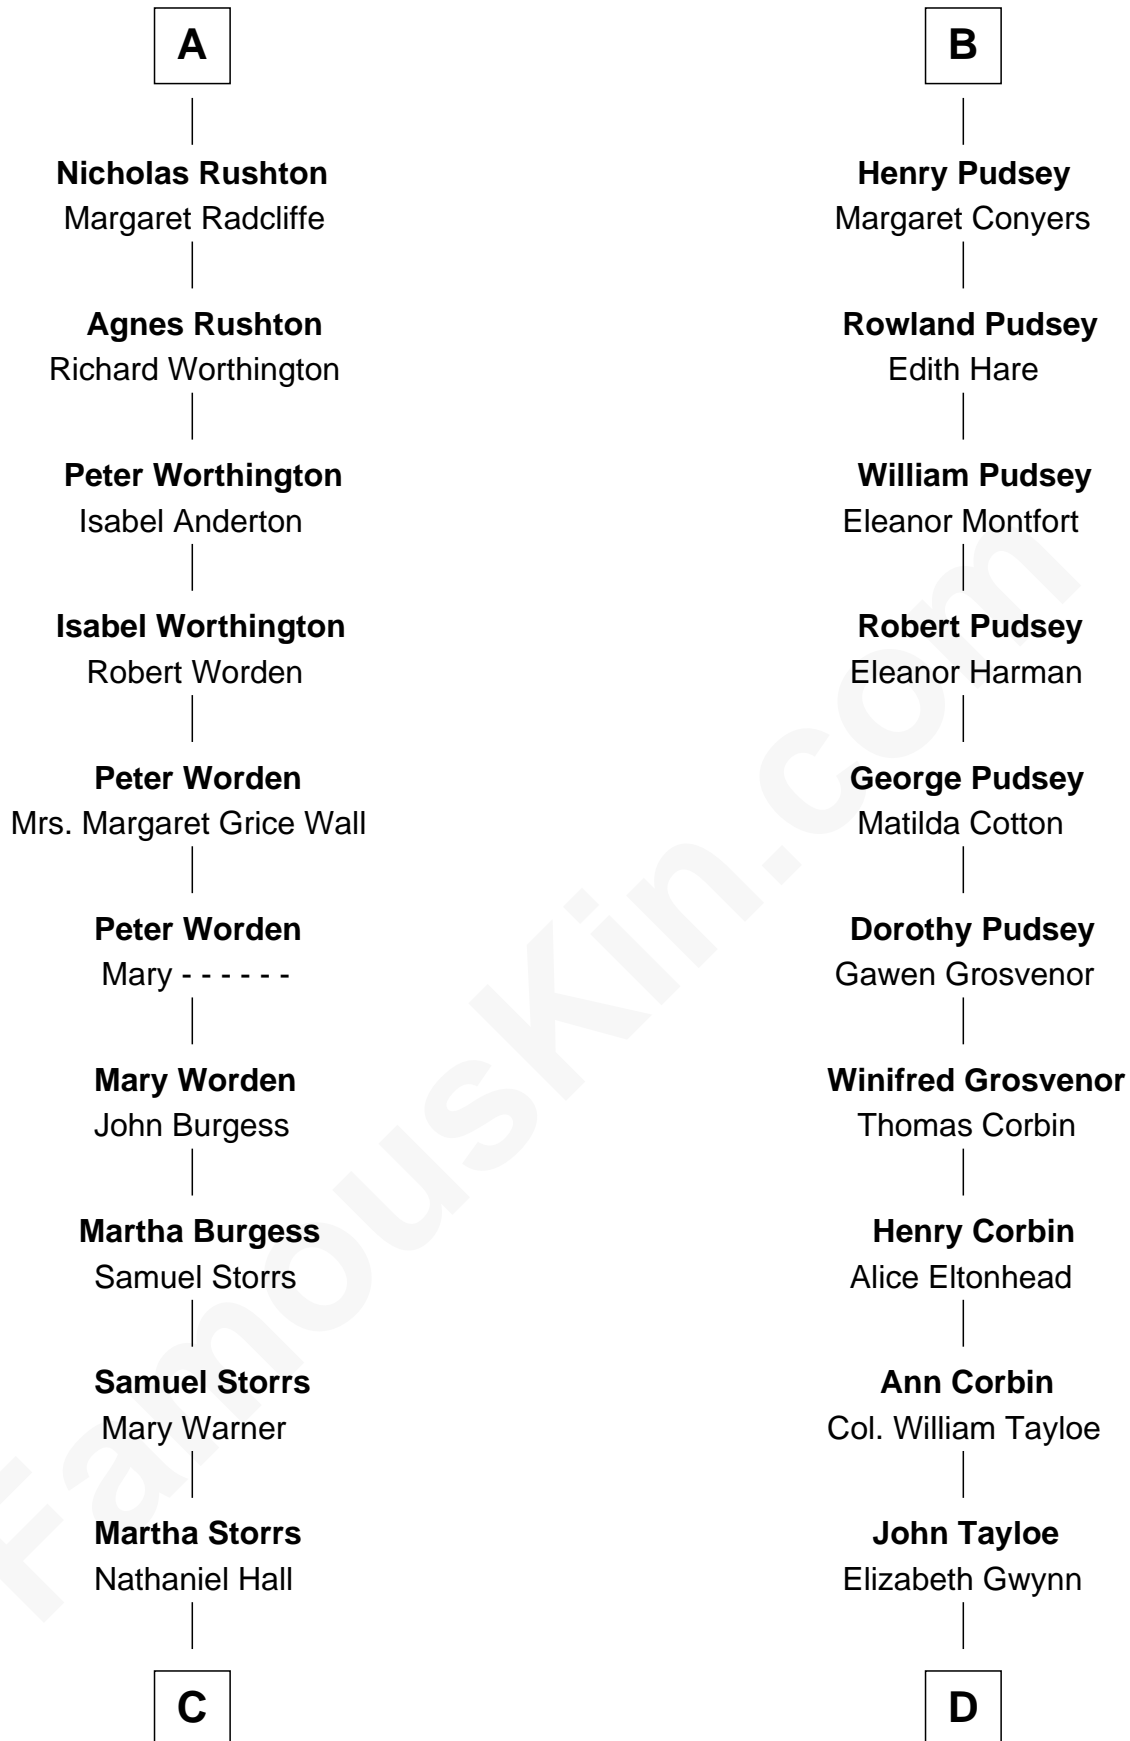 A
Nicholas Rushton
Margaret Radcliffe
Agnes Rushton
Richard Worthington
Peter Worthington
Isabel Anderton
Isabel Worthington
Robert Worden
Peter Worden
Mrs. Margaret Grice Wall
Peter Worden
Mary - - - - - -
Mary Worden
John Burgess
Martha Burgess
Samuel Storrs
Samuel Storrs
Mary Warner
Martha Storrs
Nathaniel Hall
C
B
Henry Pudsey
Margaret Conyers
Rowland Pudsey
Edith Hare
William Pudsey
Eleanor Montfort
Robert Pudsey
Eleanor Harman
George Pudsey
Matilda Cotton
Dorothy Pudsey
Gawen Grosvenor
Winifred Grosvenor
Thomas Corbin
Henry Corbin
Alice Eltonhead
Ann Corbin
Col. William Tayloe
John Tayloe
Elizabeth Gwynn
D
FamousKin.com